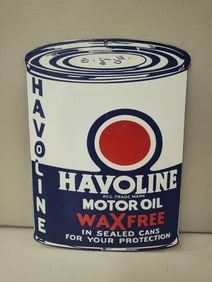 HAVOLINE
HAVOLINE
REG. TRADE MARK
MOTOR OIL
WAXFREE
IN SEALED CANS
FOR YOUR PROTECTION